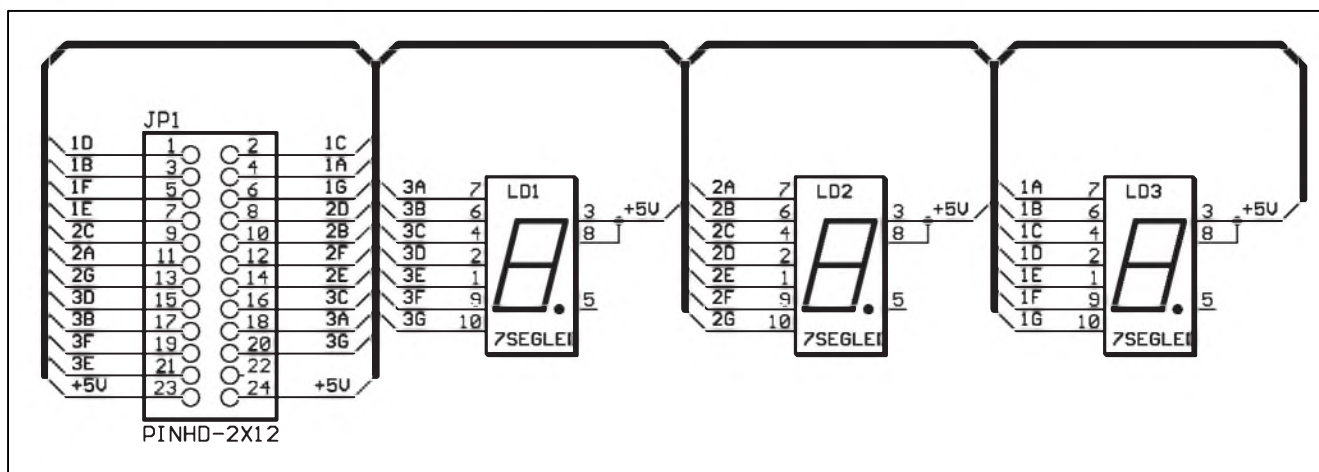 JP1
1D 1 2 1C
1B 3 4 1A
1F 5 6 1G
1E 7 8 2D
2C 9 10 2B
2A 11 12 2F
2G 13 14 2E
3D 15 16 3C
3B 17 18 3A
3F 19 20 3G
3E 21 22
+5V 23 24 +5V
PINHD-2X12
LD1
3A 7
3B 6 3 +5V
3C 4 8
3D 2
3E 1
3F 9 5
3G 10
7SEGLED
LD2
2A 7
2B 6 3 +5V
2C 4 8
2D 2
2E 1
2F 9 5
2G 10
7SEGLED
LD3
1A 7
1B 6 3 +5V
1C 4 8
1D 2
1E 1
1F 9 5
1G 10
7SEGLED